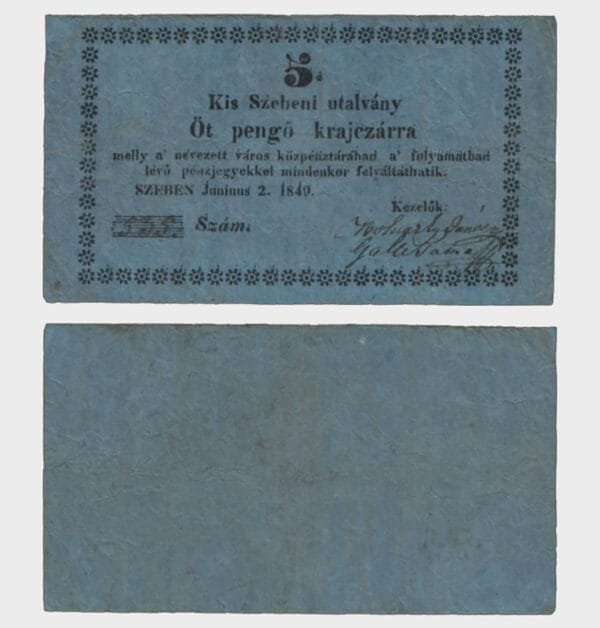 5.
Kis Szebeni utalvány
Öt pengő krajczárra
melly a' nevezett város közpénztárában a' folyamatban
lévő pénzjegyekkel mindenkor felváltáthatik.
SZEBEN Junius 2. 1849.
Kezelők:
Szám.